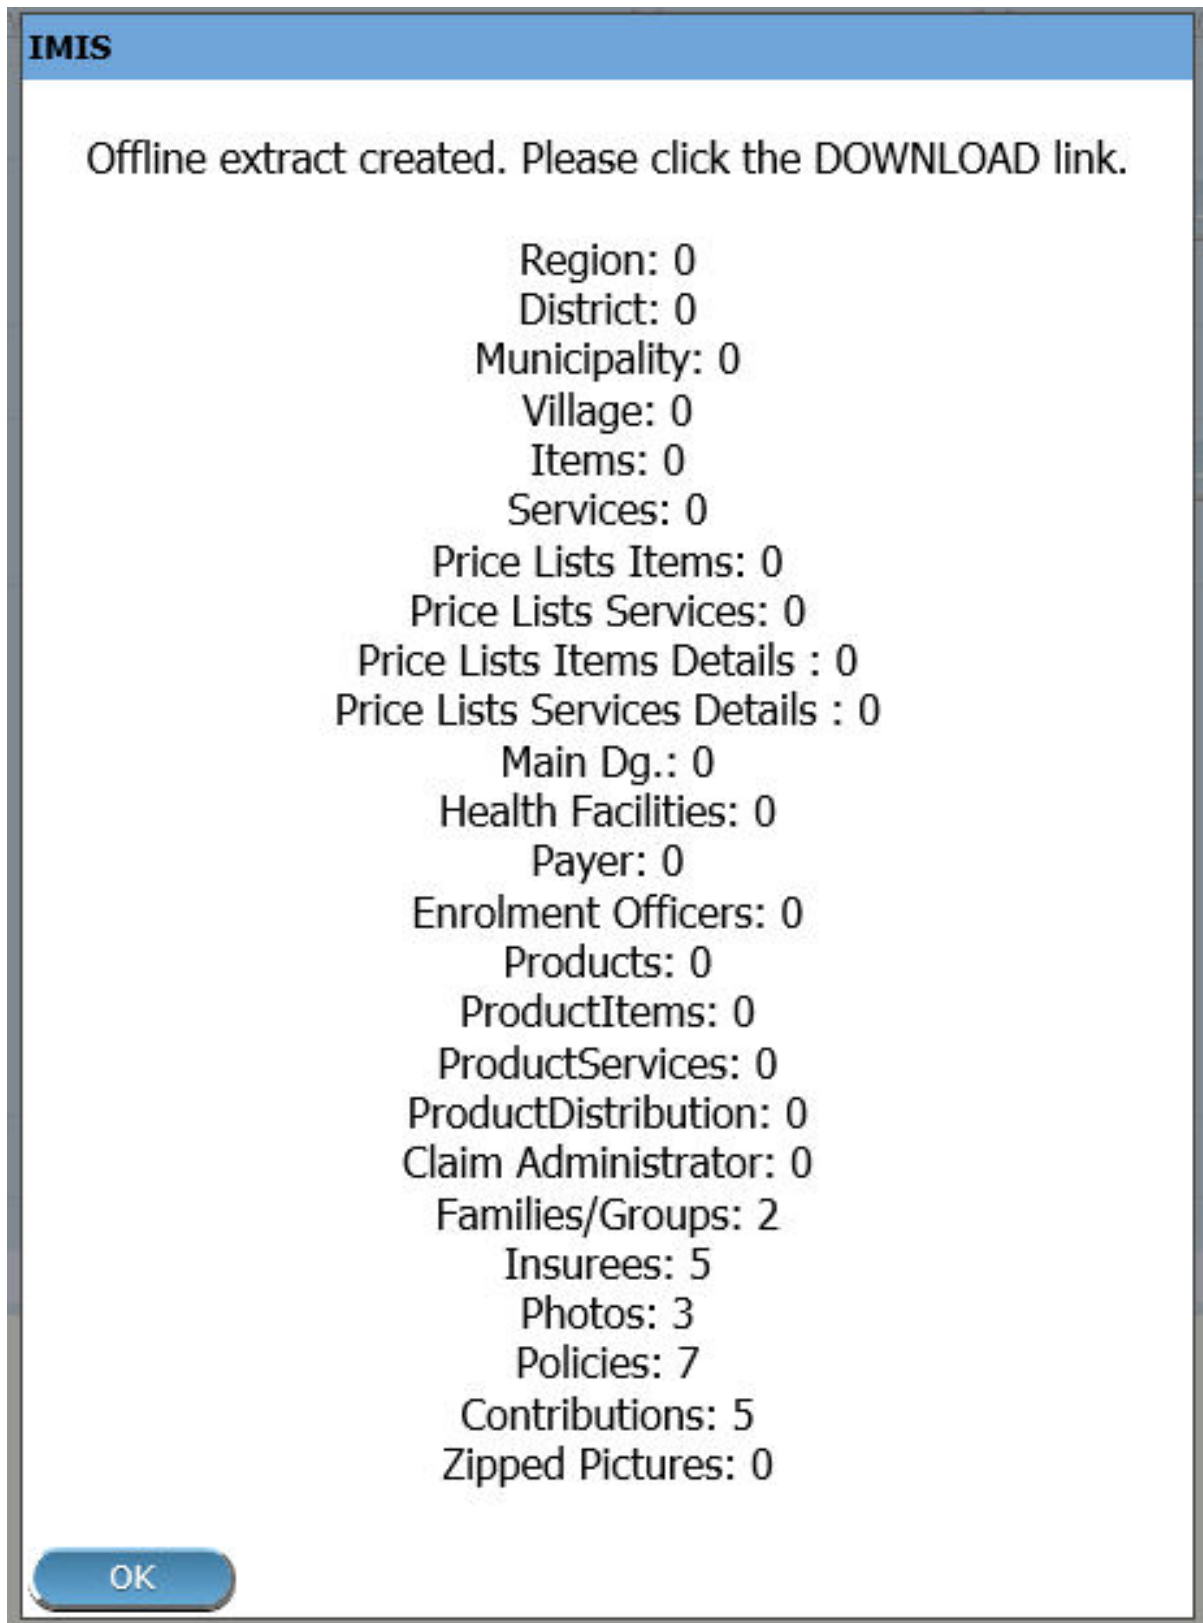 IMIS
Offline extract created. Please click the DOWNLOAD link.
Region: 0
District: 0
Municipality: 0
Village: 0
Items: 0
Services: 0
Price Lists Items: 0
Price Lists Services: 0
Price Lists Items Details : 0
Price Lists Services Details : 0
Main Dg.: 0
Health Facilities: 0
Payer: 0
Enrolment Officers: 0
Products: 0
ProductItems: 0
ProductServices: 0
ProductDistribution: 0
Claim Administrator: 0
Families/Groups: 2
Insurees: 5
Photos: 3
Policies: 7
Contributions: 5
Zipped Pictures: 0
OK